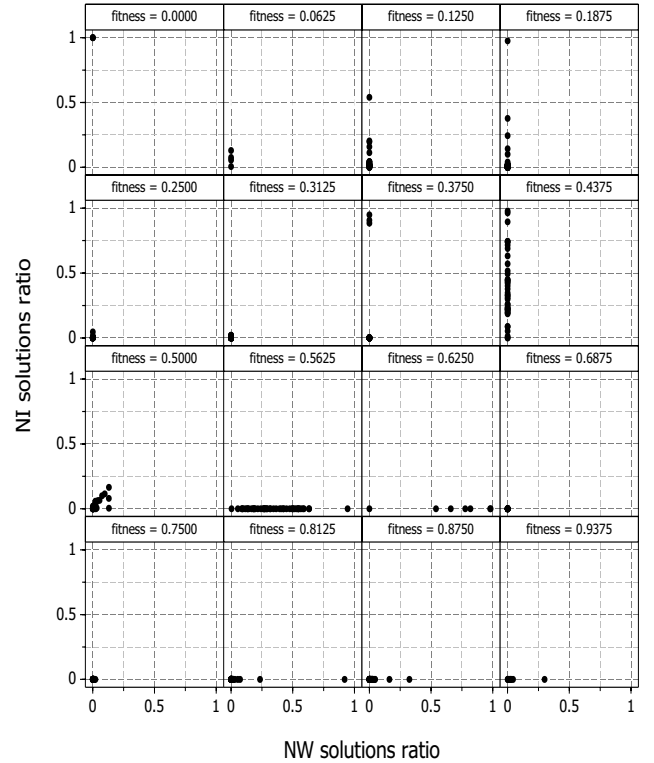 fitness = 0.0000 fitness = 0.0625 fitness = 0.1250 fitness = 0.1875
1
0.5
0
fitness = 0.2500 fitness = 0.3125 fitness = 0.3750 fitness = 0.4375
1
0.5
0
NI solutions ratio
fitness = 0.5000 fitness = 0.5625 fitness = 0.6250 fitness = 0.6875
1
0.5
0
fitness = 0.7500 fitness = 0.8125 fitness = 0.8750 fitness = 0.9375
1
0.5
0
0 0.5 1 0 0.5 1 0 0.5 1 0 0.5 1
NW solutions ratio